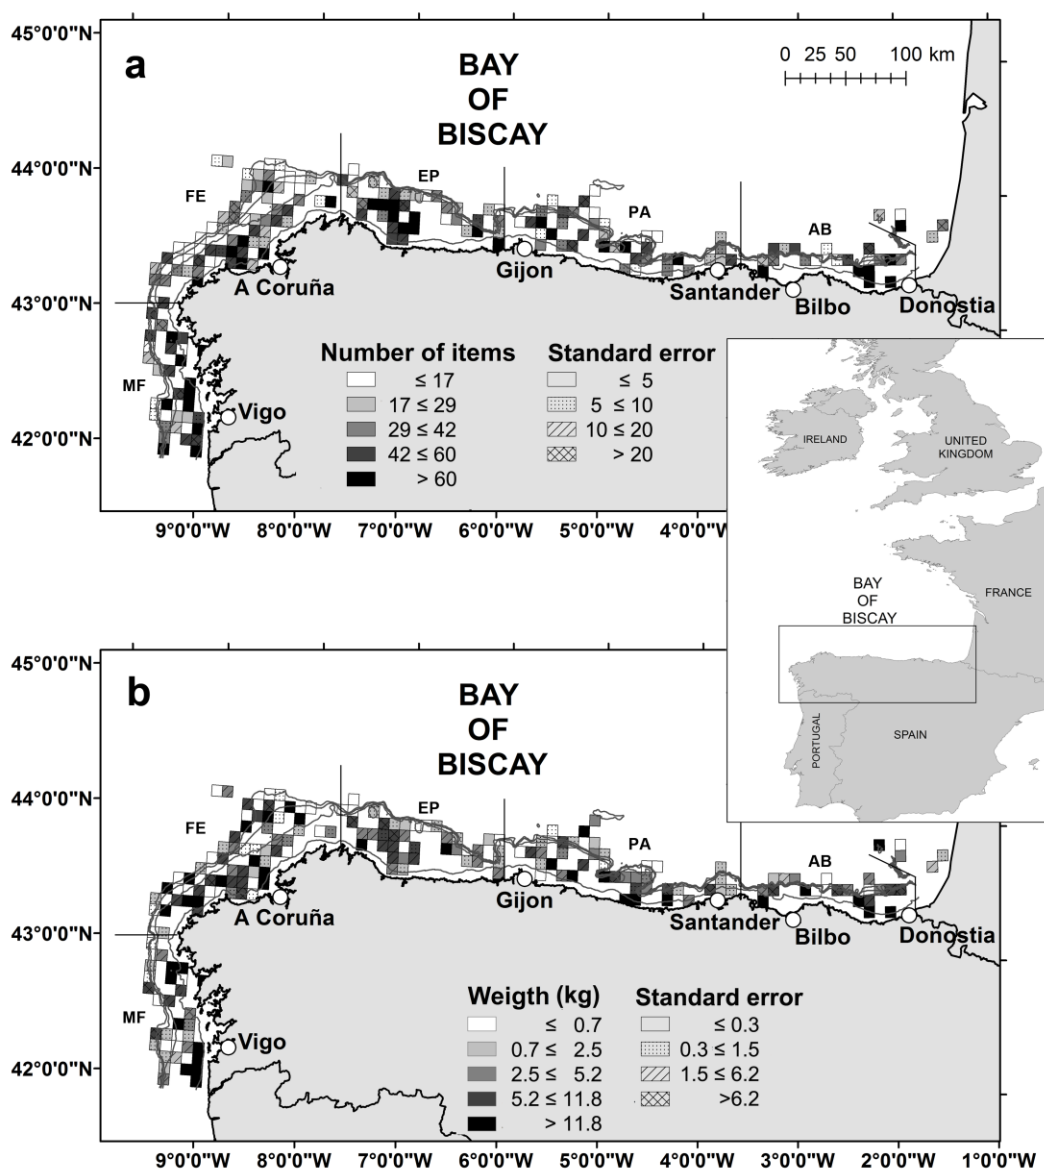 45°0'0"N
44°0'0"N
43°0'0"N
42°0'0"N
a
BAY
OF
BISCAY
0 25 50 100 km
FE
EP
PA
AB
MF
A Coruña
Gijon
Santander
Bilbo
Donostia
Vigo
Number of items
≤ 17
17 ≤ 29
29 ≤ 42
42 ≤ 60
> 60
Standard error
≤ 5
5 ≤ 10
10 ≤ 20
> 20
9°0'0"W 8°0'0"W 7°0'0"W 6°0'0"W 5°0'0"W 4°0'0"W
IRELAND
UNITED
KINGDOM
BAY
OF
BISCAY
FRANCE
PORTUGAL
SPAIN
45°0'0"N
44°0'0"N
43°0'0"N
42°0'0"N
b
BAY
OF
BISCAY
FE
EP
PA
AB
MF
A Coruña
Gijon
Santander
Bilbo
Donostia
Vigo
Weigth (kg)
≤ 0.7
0.7 ≤ 2.5
2.5 ≤ 5.2
5.2 ≤ 11.8
> 11.8
Standard error
≤ 0.3
0.3 ≤ 1.5
1.5 ≤ 6.2
>6.2
9°0'0"W 8°0'0"W 7°0'0"W 6°0'0"W 5°0'0"W 4°0'0"W 3°0'0"W 2°0'0"W 1°0'0"W